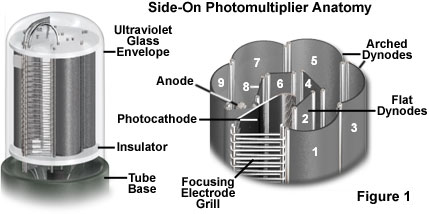 Side-On Photomultiplier Anatomy
Ultraviolet
Glass
Envelope
Insulator
Tube
Base
Anode
Photocathode
Focusing
Electrode
Grill
Arched
Dynodes
Flat
Dynodes
1
2
3
4
5
6
7
8
9
Figure 1